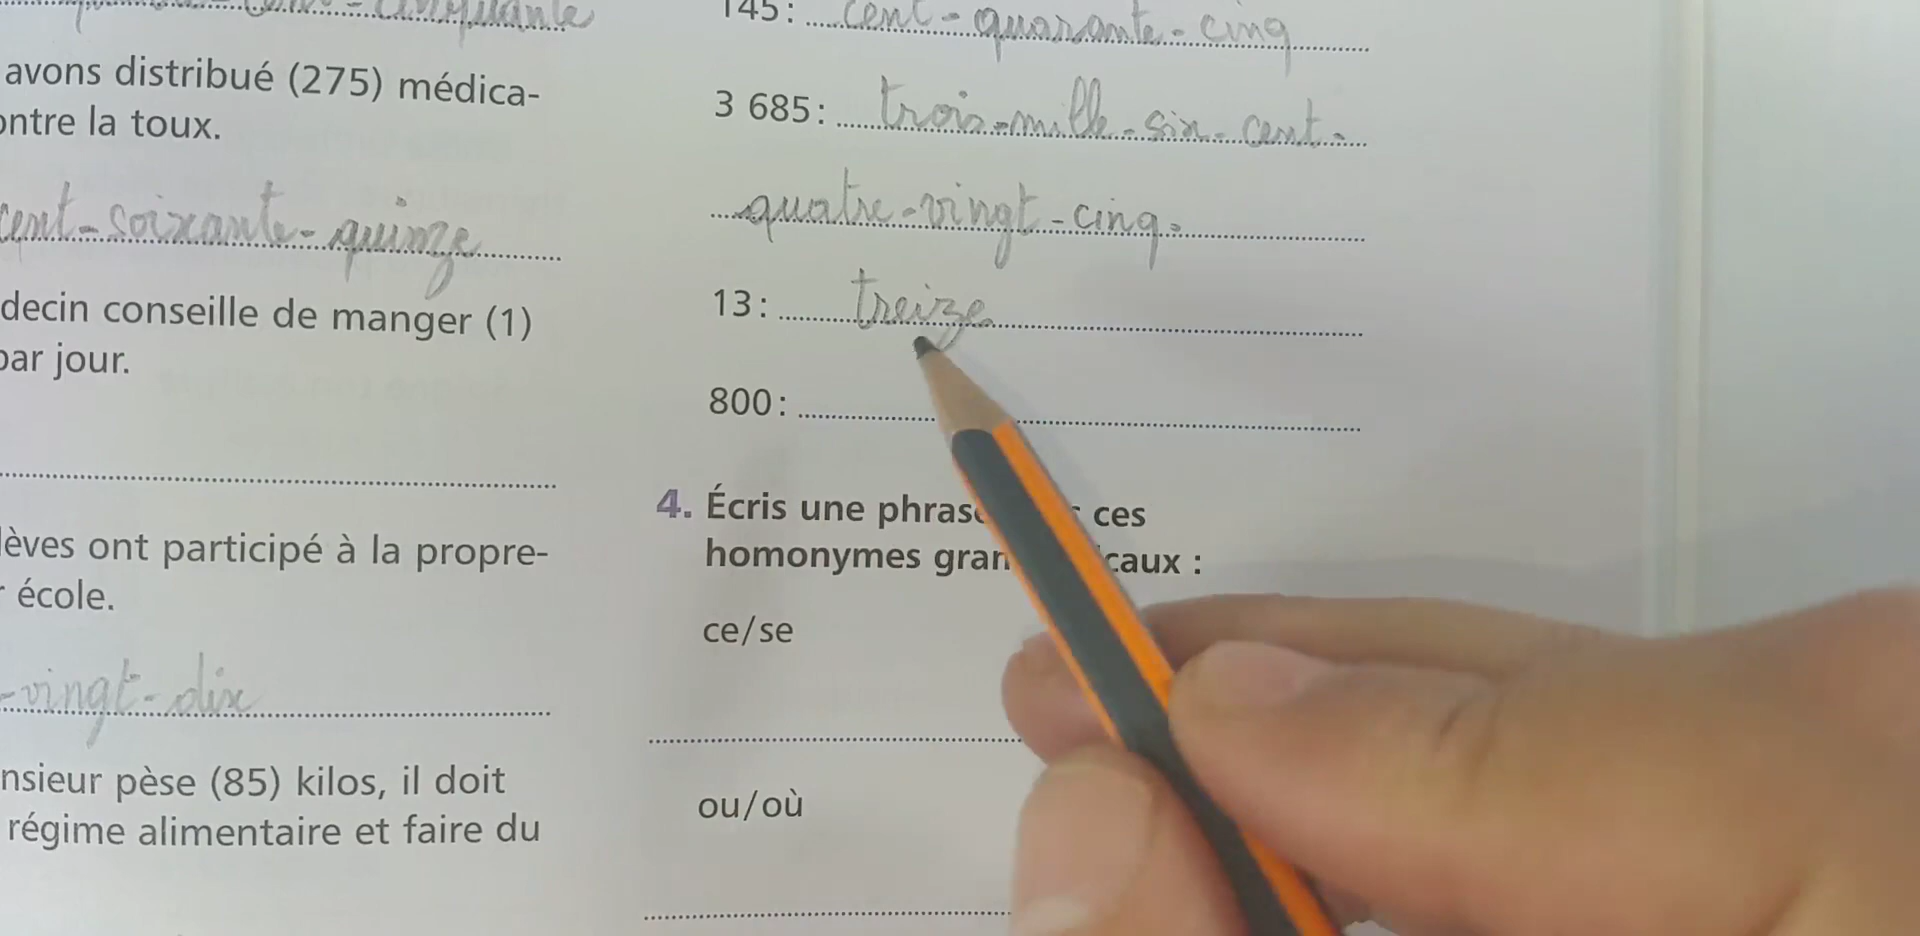 cinquante
avons distribué (275) médica-
ontre la toux.
cent-soixante-quinze
decin conseille de manger (1)
par jour.
lèves ont participé à la propre-
r école.
-vingt-dix
nsieur pèse (85) kilos, il doit
régime alimentaire et faire du
145: cent-quarante-cinq
3 685: trois-mille-six-cent-
quatre-vingt-cinq.
13: treize
800:
4. Écris une phrase ces
homonymes gram caux :
ce/se
ou/où